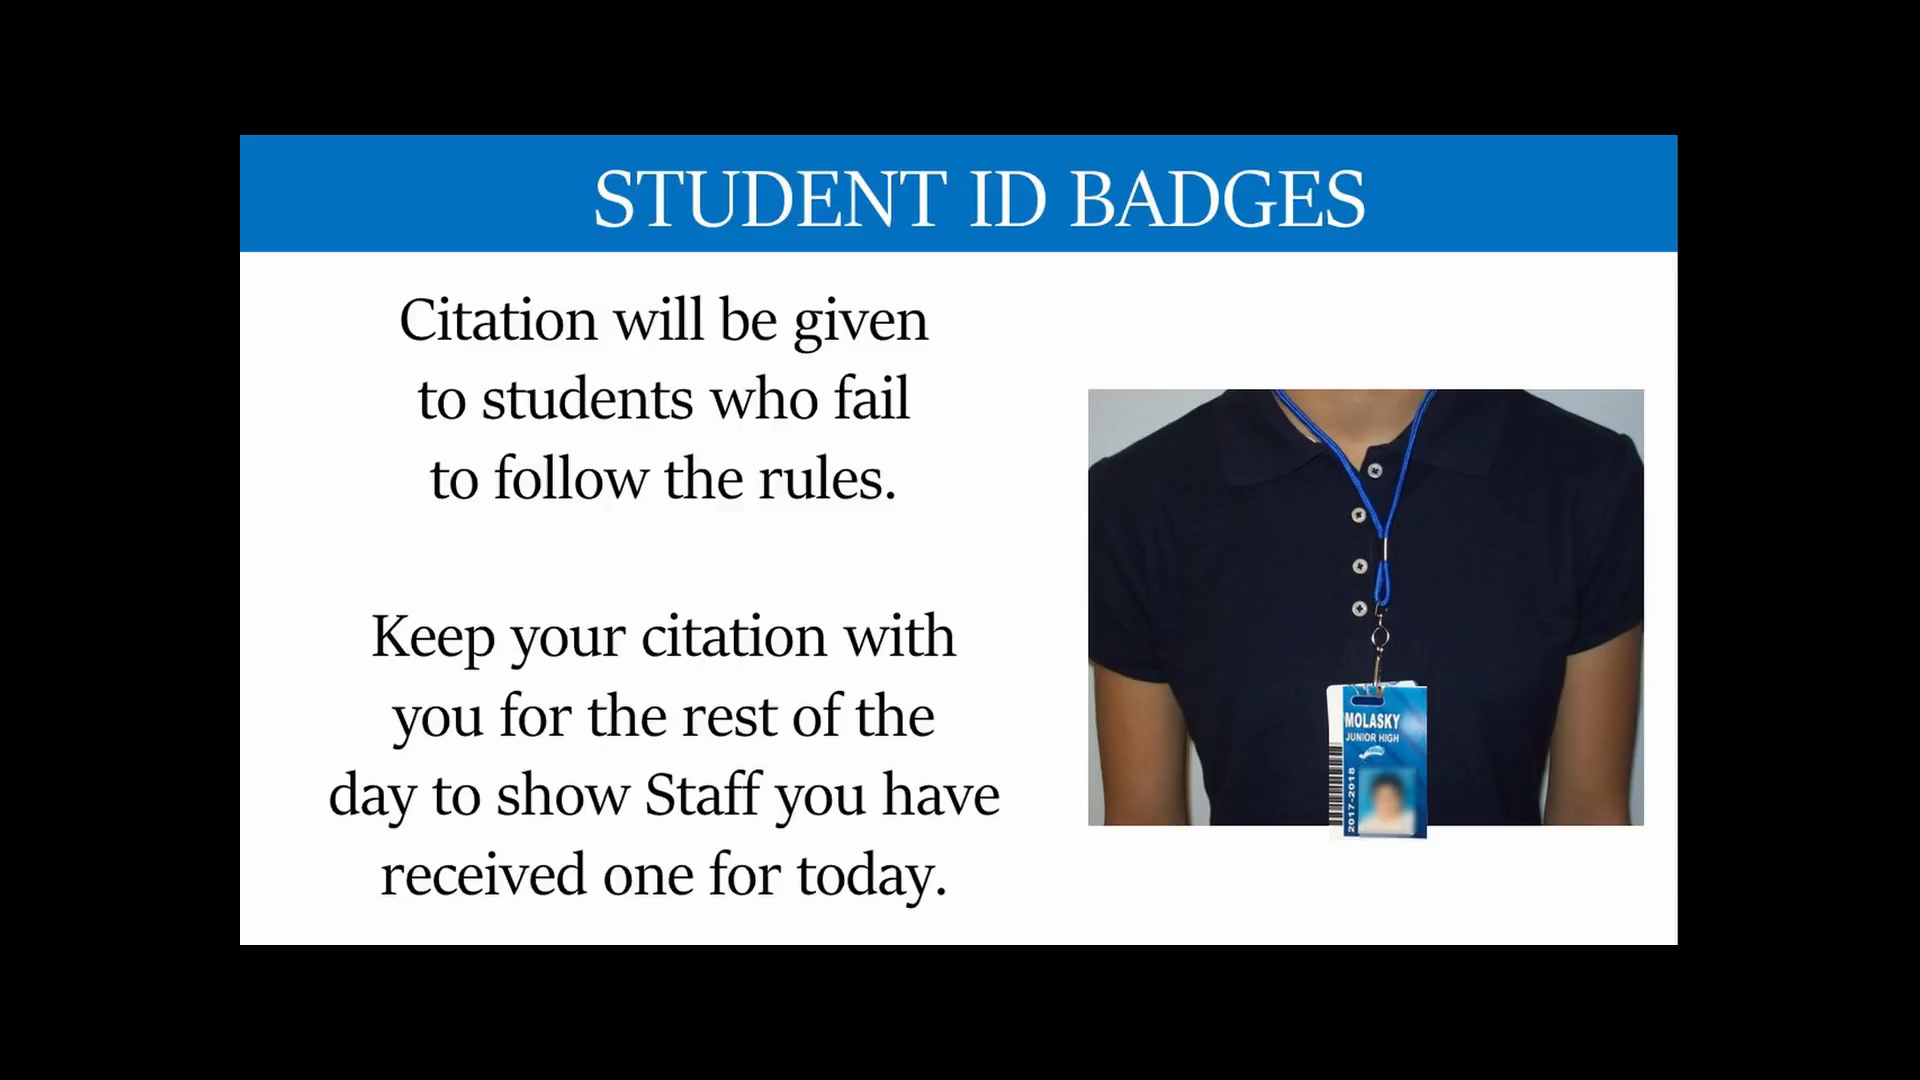 STUDENT ID BADGES
Citation will be given
to students who fail
to follow the rules.
Keep your citation with
you for the rest of the
day to show Staff you have
received one for today.
MOLASKY
JUNIOR HIGH
2017-2018